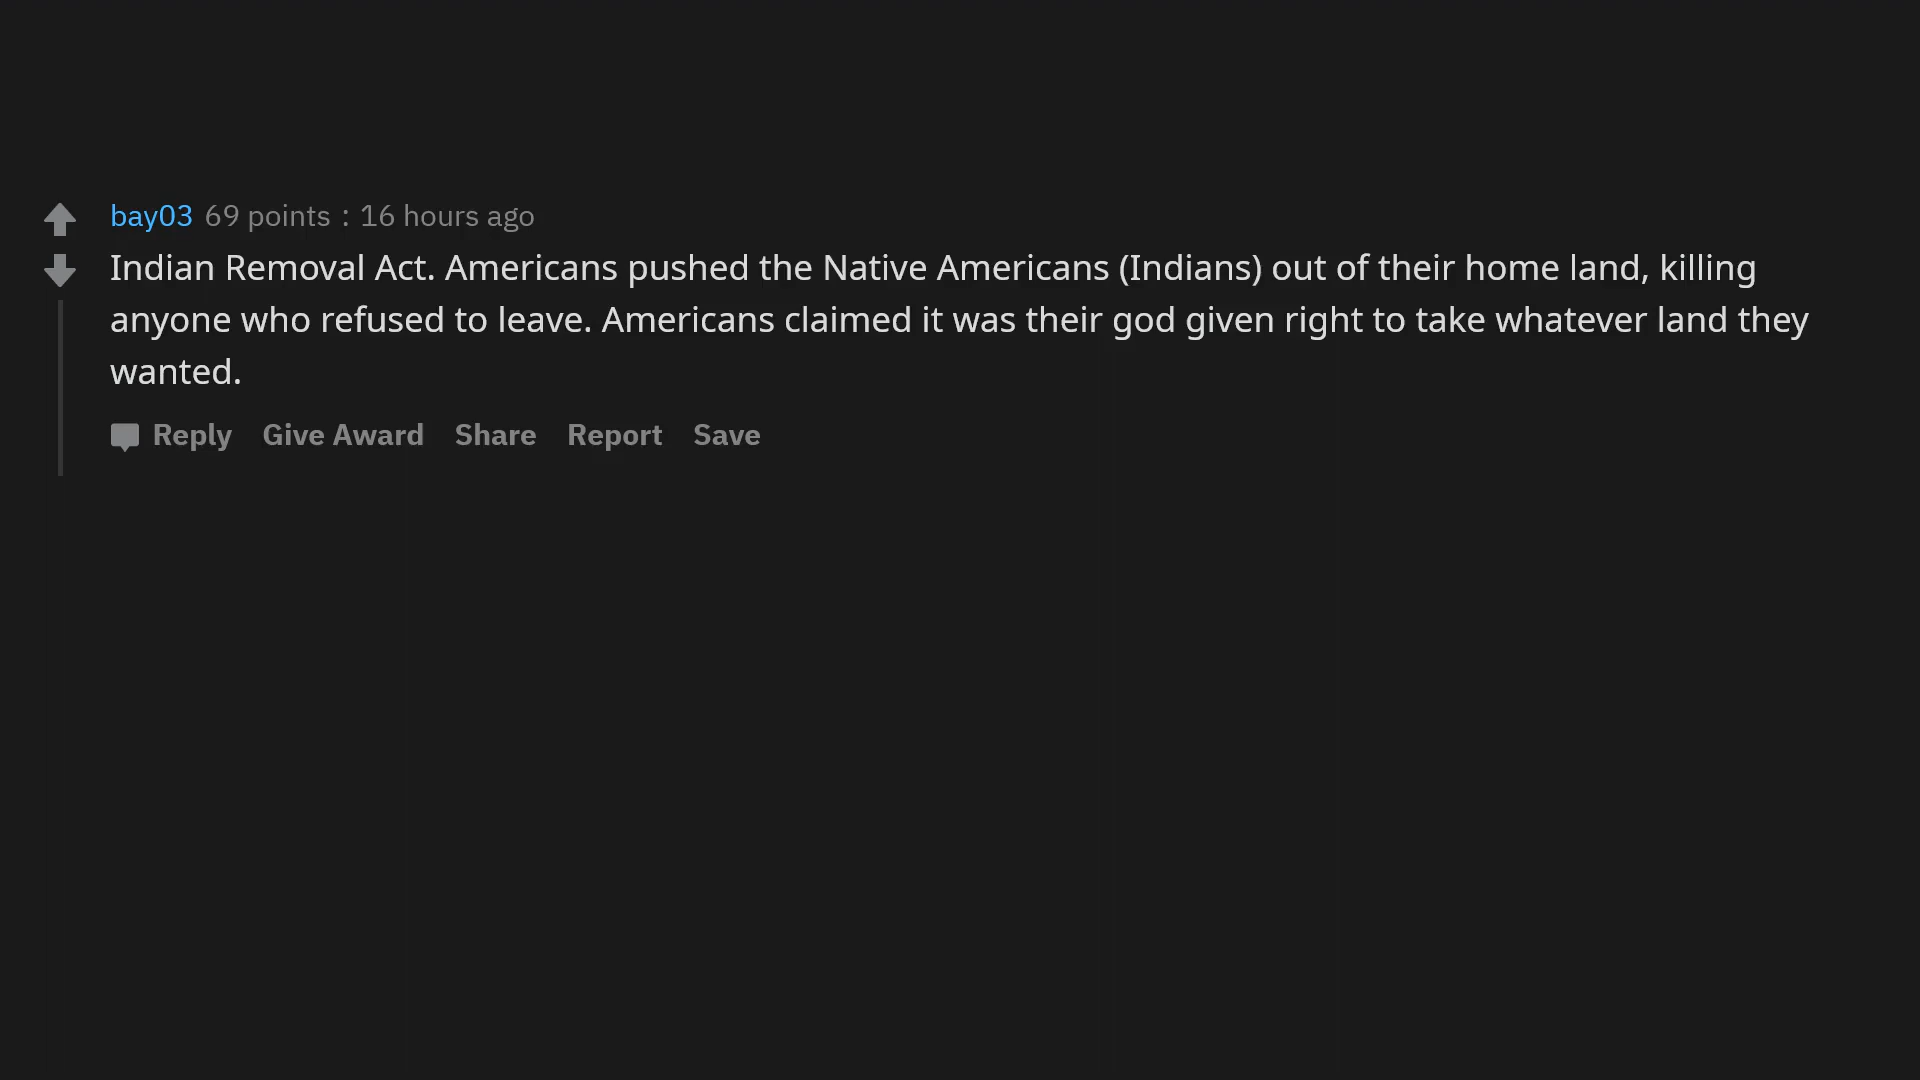 bay03 69 points : 16 hours ago
Indian Removal Act. Americans pushed the Native Americans (Indians) out of their home land, killing
anyone who refused to leave. Americans claimed it was their god given right to take whatever land they
wanted.
Reply Give Award Share Report Save